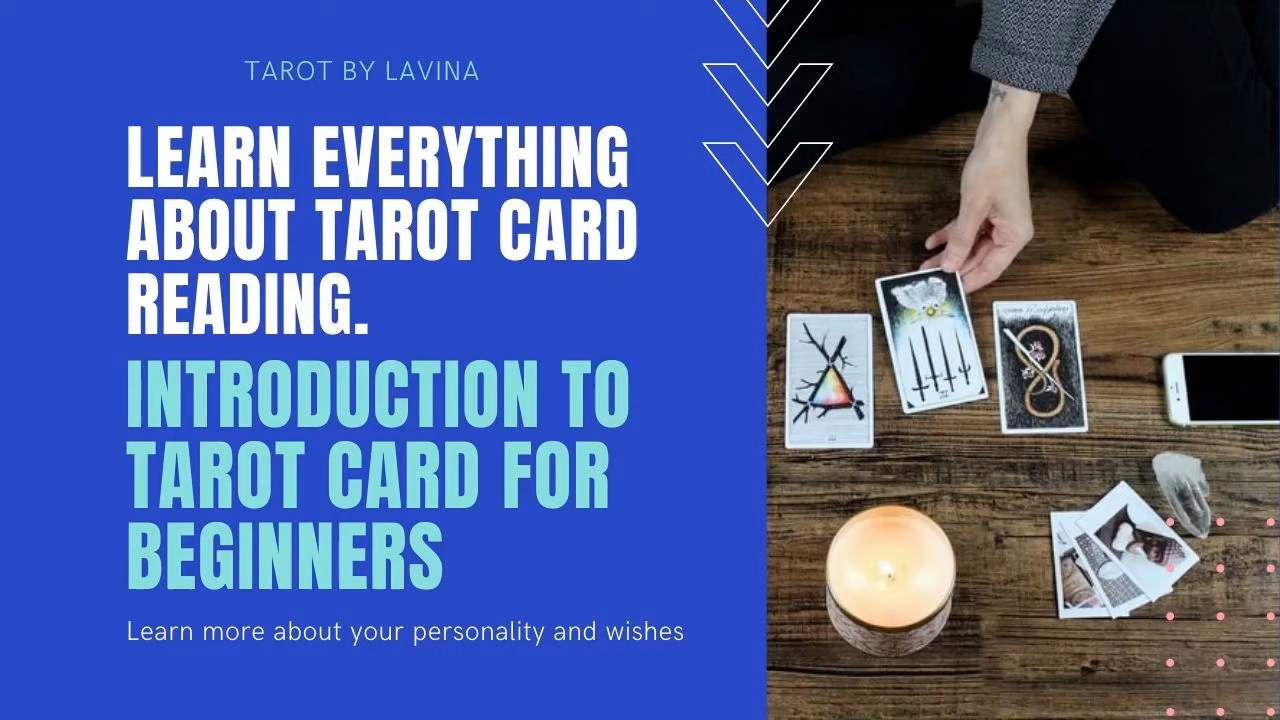 TAROT BY LAVINA
LEARN EVERYTHING
ABOUT TAROT CARD
READING.
INTRODUCTION TO
TAROT CARD FOR
BEGINNERS
Learn more about your personality and wishes